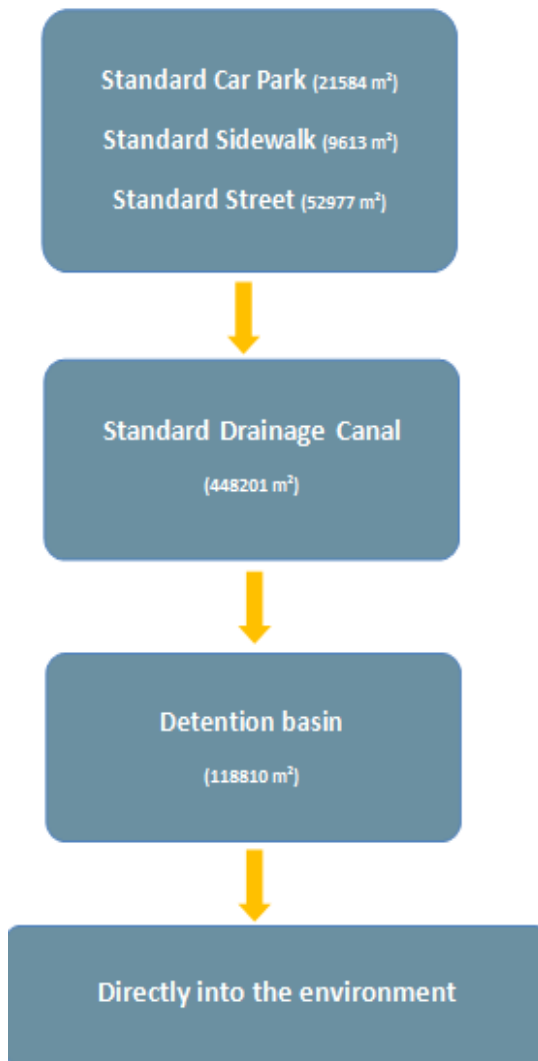 Standard Car Park (21584 m²)
Standard Sidewalk (9613 m²)
Standard Street (52977 m²)
Standard Drainage Canal
(448201 m²)
Detention basin
(118810 m²)
Directly into the environment